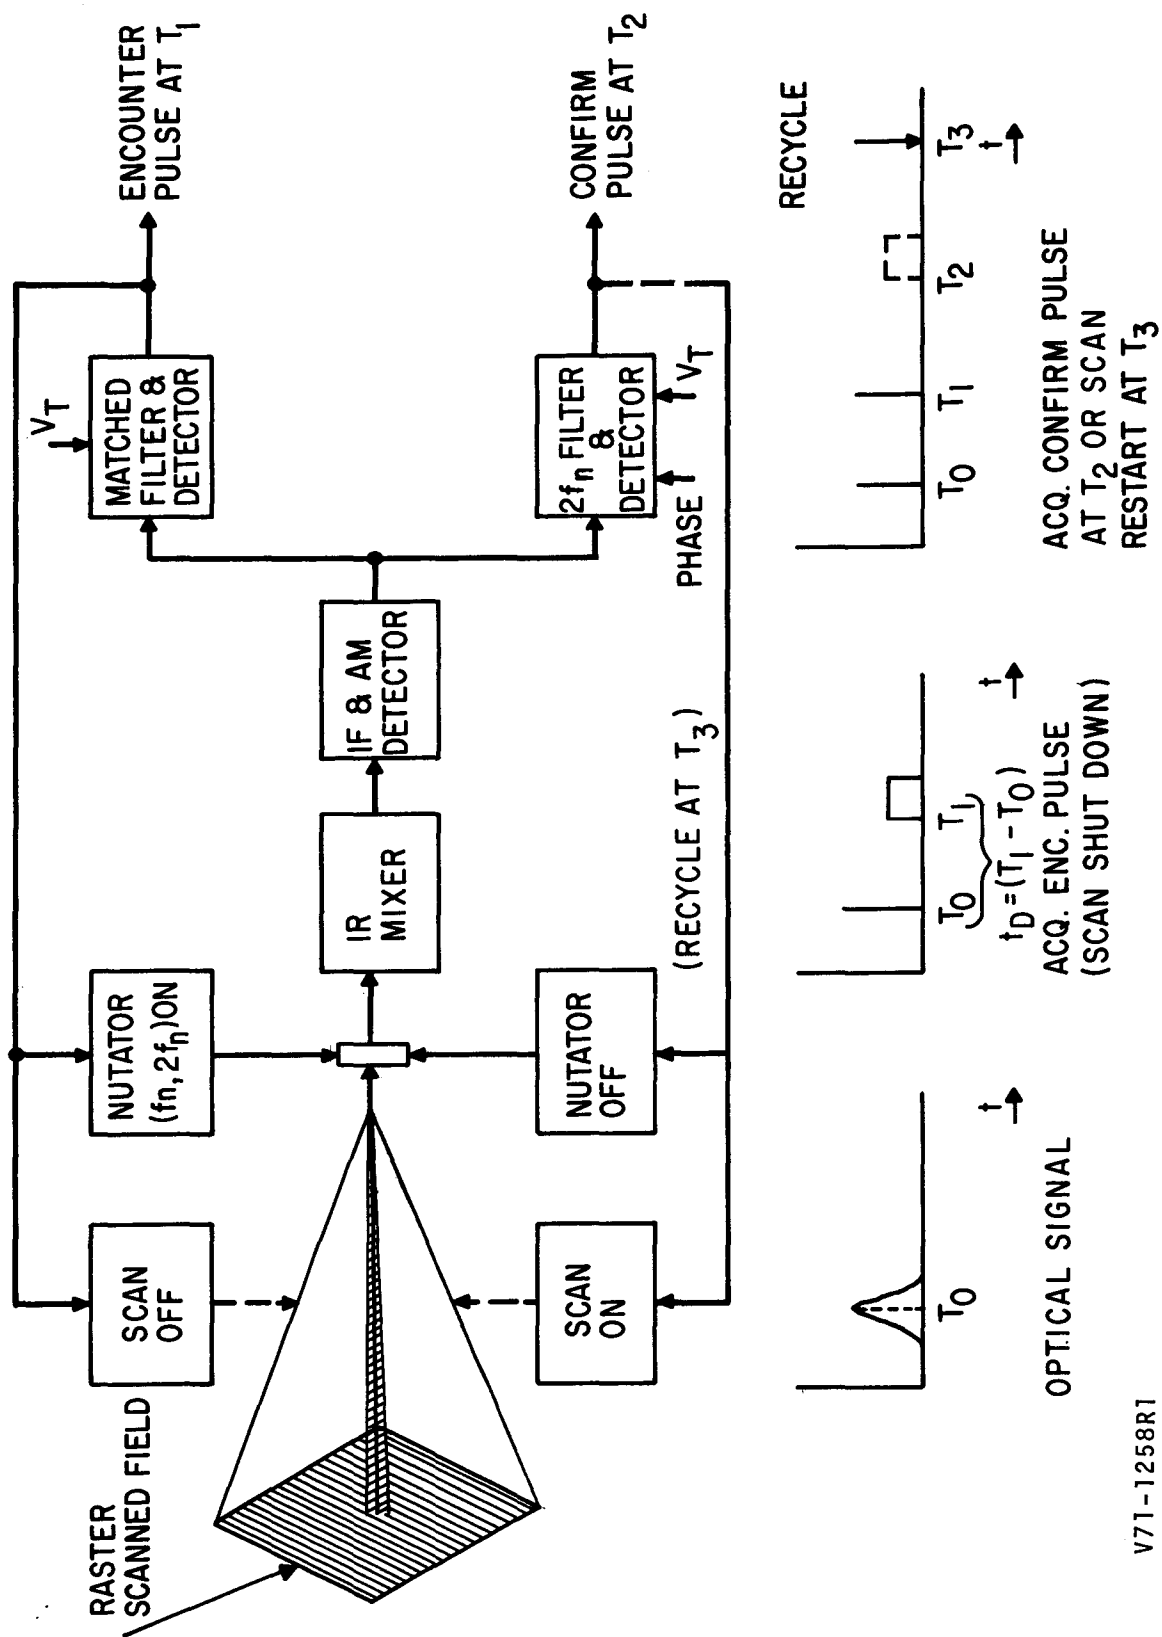 RASTER
SCANNED FIELD
SCAN
OFF
NUTATOR
(fn, 2fn) ON
MATCHED
FILTER &
DETECTOR
VT
ENCOUNTER
PULSE AT T1
IR
MIXER
IF & AM
DETECTOR
SCAN
ON
NUTATOR
OFF
2fn FILTER
&
DETECTOR
PHASE
VT
CONFIRM
PULSE AT T2
(RECYCLE AT T3)
T0
t
OPTICAL SIGNAL
T0
T1
t
tD=(T1 - T0)
ACQ. ENC. PULSE
(SCAN SHUT DOWN)
RECYCLE
T0
T1
T2
T3
t
ACQ. CONFIRM PULSE
AT T2 OR SCAN
RESTART AT T3
V71-1258R1